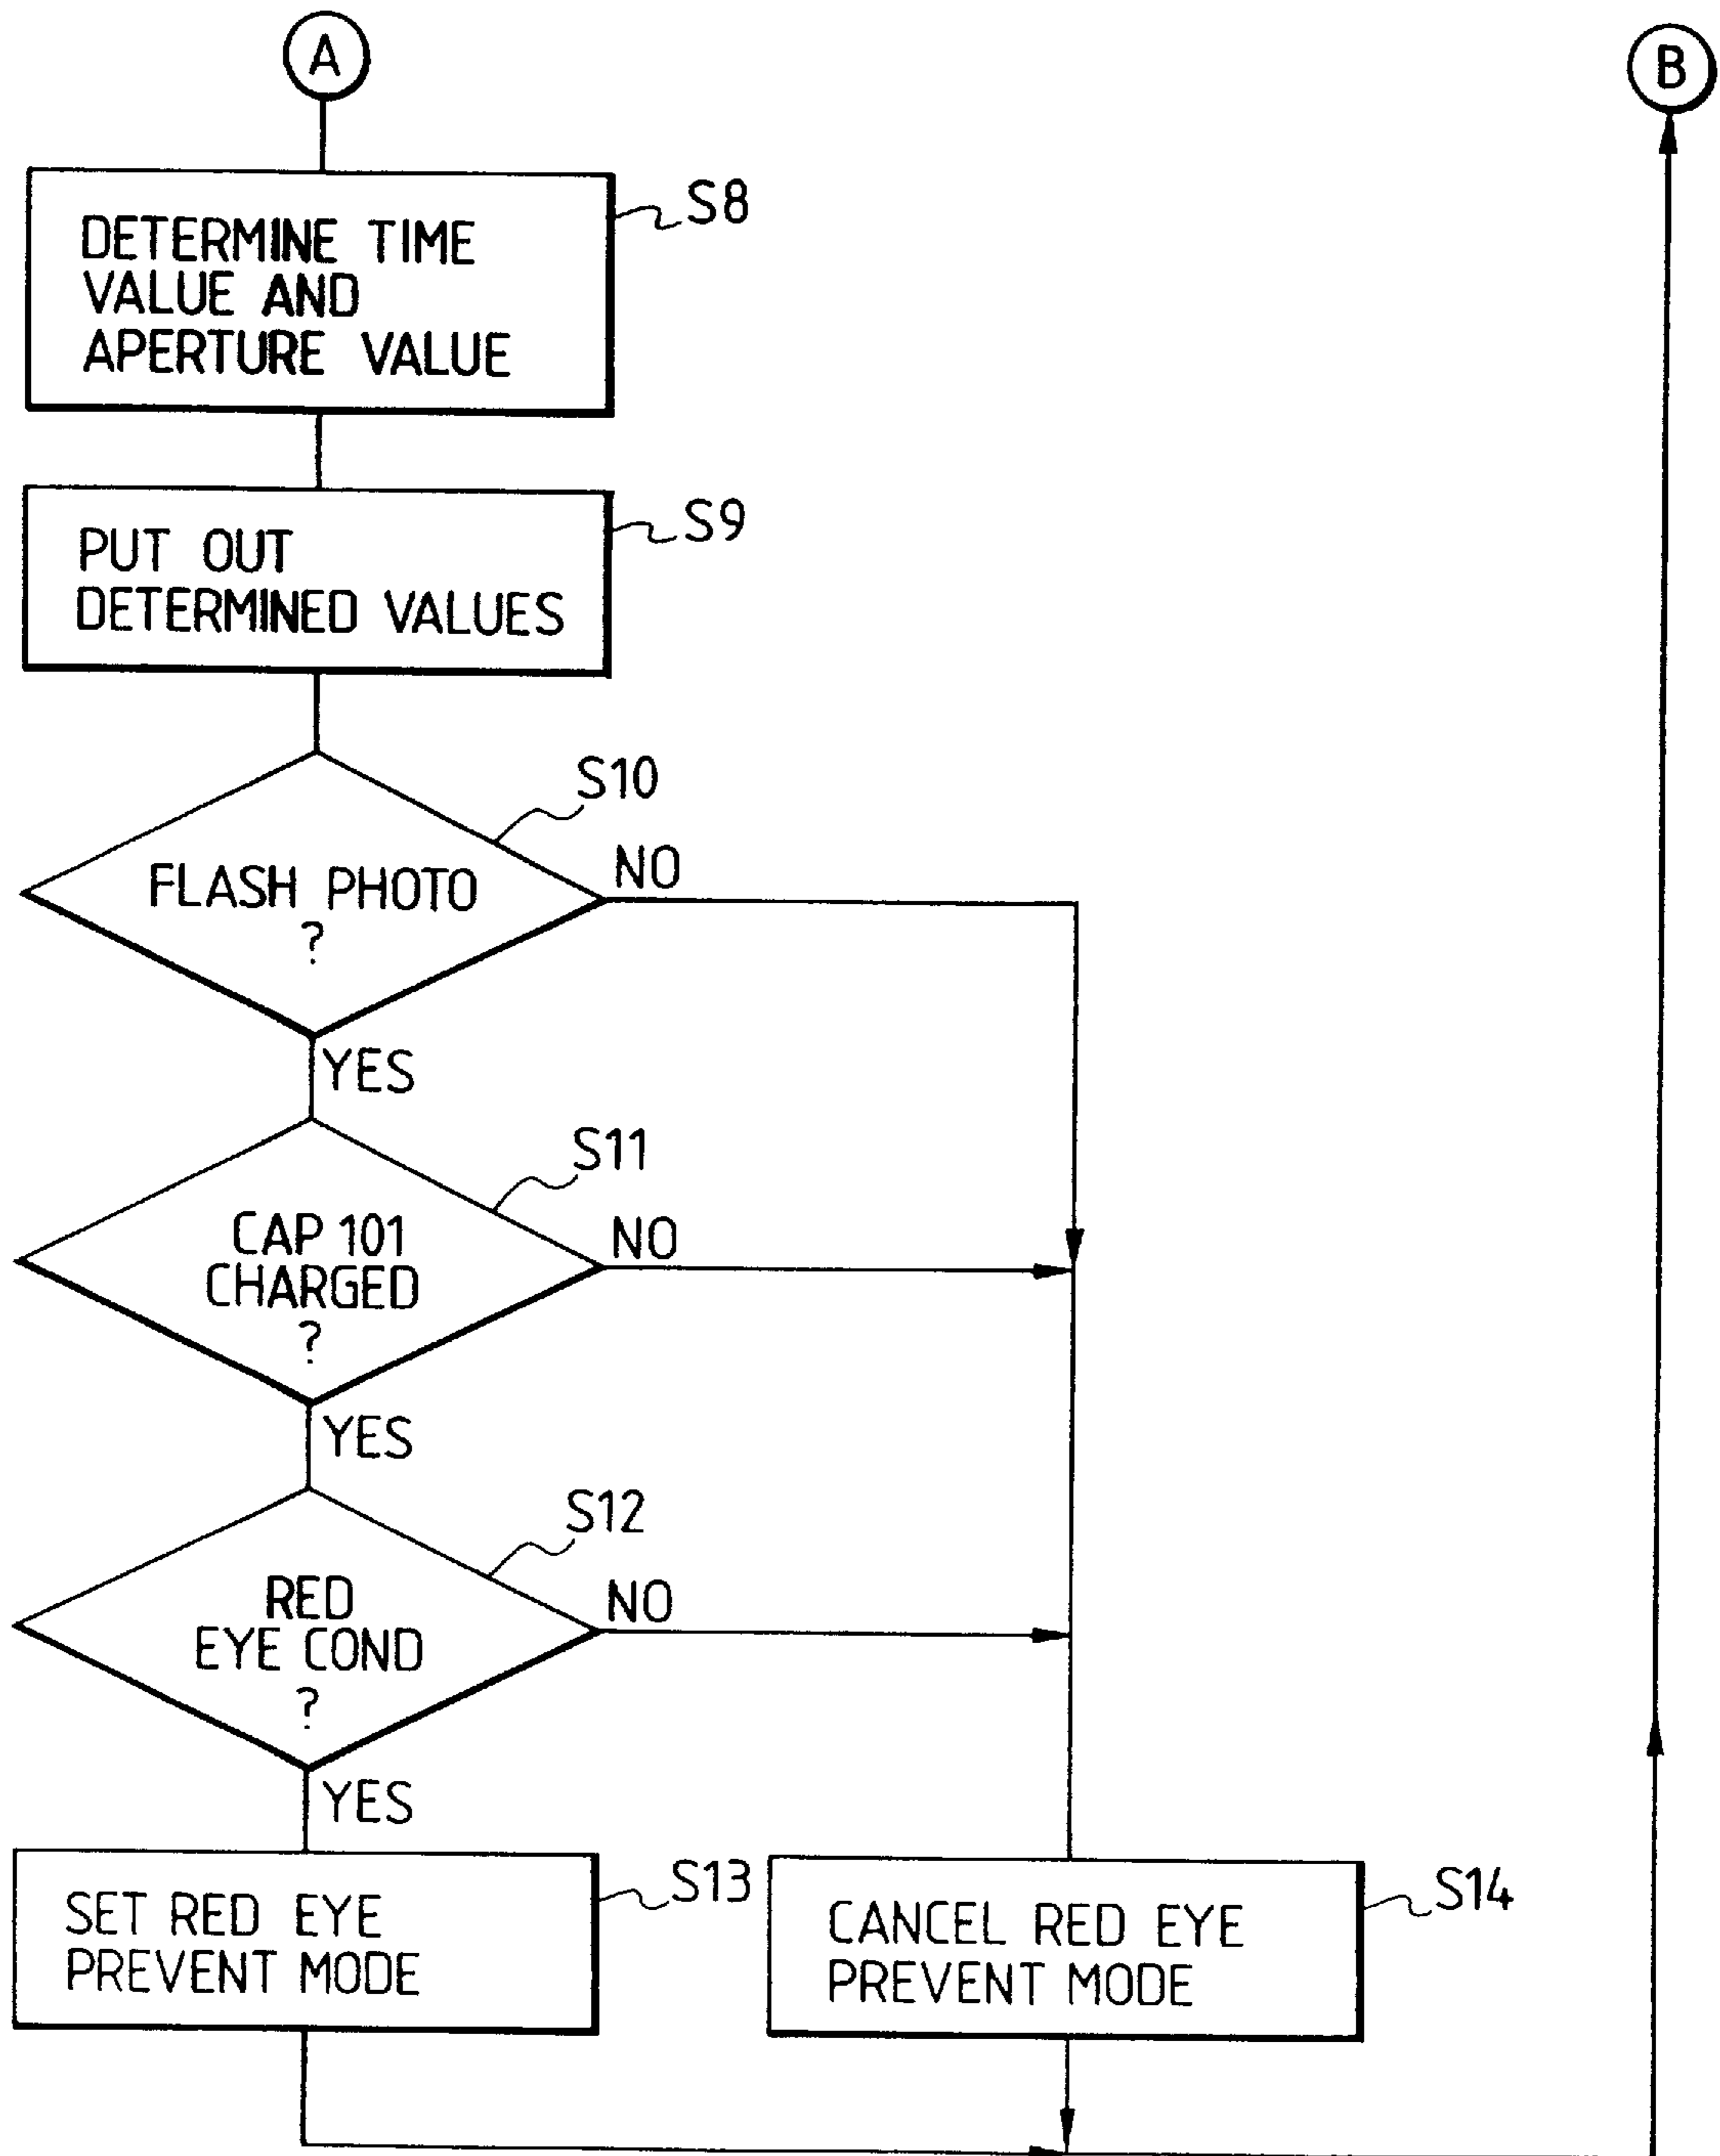 A
B
S8
DETERMINE TIME
VALUE AND
APERTURE VALUE
S9
PUT OUT
DETERMINED VALUES
S10
FLASH PHOTO
?
NO
YES
S11
CAP 101
CHARGED
?
NO
YES
S12
RED
EYE COND
?
NO
YES
S13
SET RED EYE
PREVENT MODE
S14
CANCEL RED EYE
PREVENT MODE